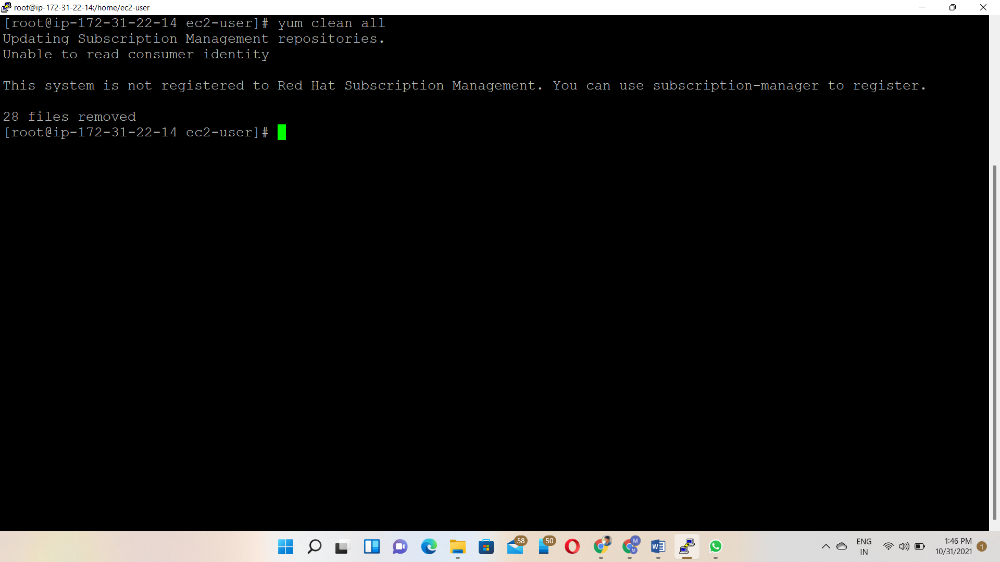 root@ip-172-31-22-14:/home/ec2-user
[root@ip-172-31-22-14 ec2-user]# yum clean all
Updating Subscription Management repositories.
Unable to read consumer identity
This system is not registered to Red Hat Subscription Management. You can use subscription-manager to register.
28 files removed
[root@ip-172-31-22-14 ec2-user]#
58
50
M
M
W
ENG
IN
1:46 PM
10/31/2021
1